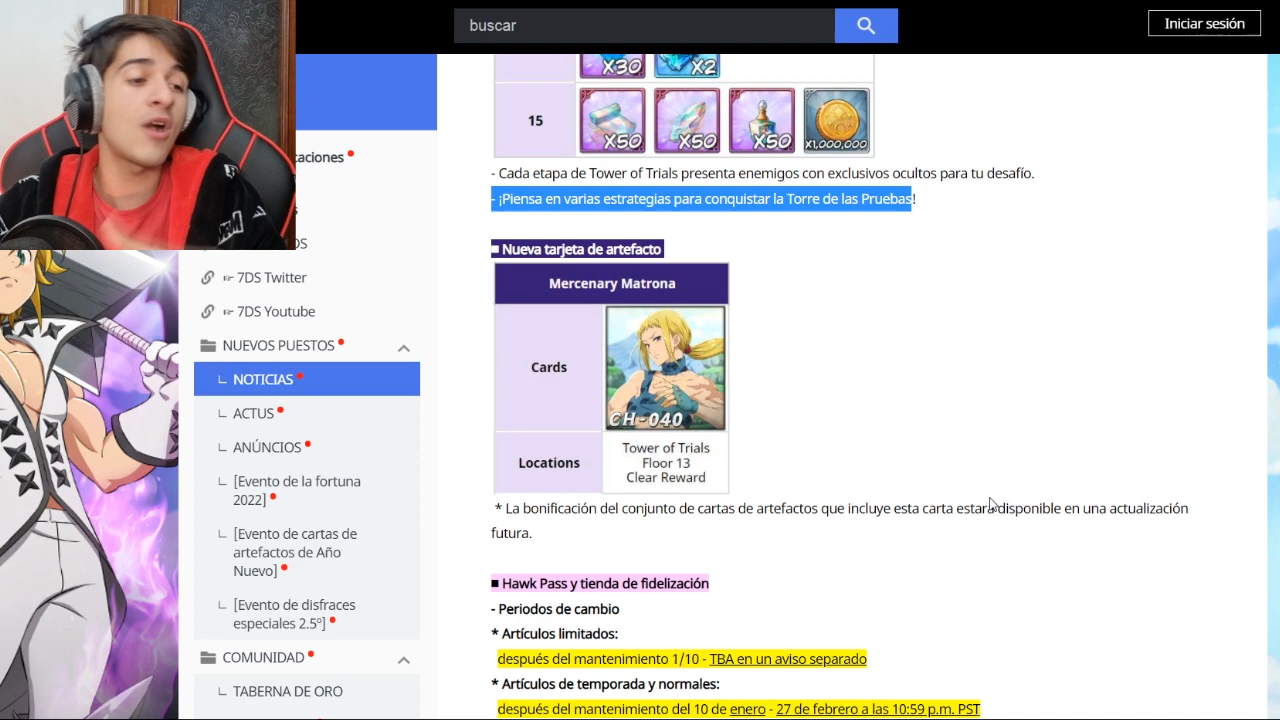 buscar
Iniciar sesión
X30
X2
15
X50
X50
X50
X1,000,000
- Cada etapa de Tower of Trials presenta enemigos con exclusivos ocultos para tu desafío.
- ¡Piensa en varias estrategias para conquistar la Torre de las Pruebas!
■ Nueva tarjeta de artefacto
Mercenary Matrona
Cards
CH-040
Locations
Tower of Trials
Floor 13
Clear Reward
* La bonificación del conjunto de cartas de artefactos que incluye esta carta estará disponible en una actualización
futura.
■ Hawk Pass y tienda de fidelización
- Periodos de cambio
* Artículos limitados:
después del mantenimiento 1/10 - TBA en un aviso separado
* Artículos de temporada y normales:
después del mantenimiento del 10 de enero - 27 de febrero a las 10:59 p.m. PST
☞ 7DS Twitter
☞ 7DS Youtube
NUEVOS PUESTOS
NOTICIAS
ACTUS
ANÚNCIOS
[Evento de la fortuna
2022]
[Evento de cartas de
artefactos de Año
Nuevo]
[Evento de disfraces
especiales 2.5º]
COMUNIDAD
TABERNA DE ORO